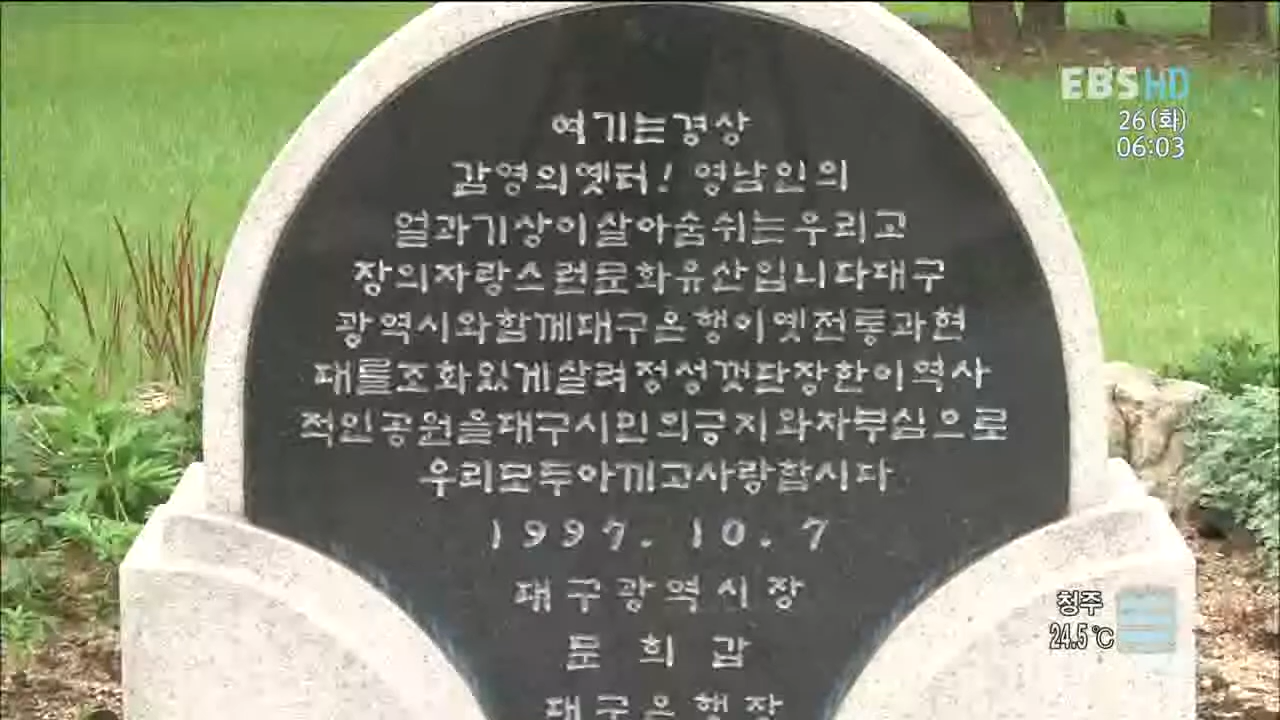 EBS HD
26(화)
06:03
여기는경상
감영의옛터! 영남인의
얼과기상이살아숨쉬는우리고
장의자랑스런문화유산입니다대구
광역시와함께대구은행이옛전통과현
대를조화있게살려정성껏단장한이역사
적인공원을대구시민의긍지와자부심으로
우리모두아끼고사랑합시다
1997. 10. 7
대구광역시장
문희갑
대구은행장
청주
24.5℃